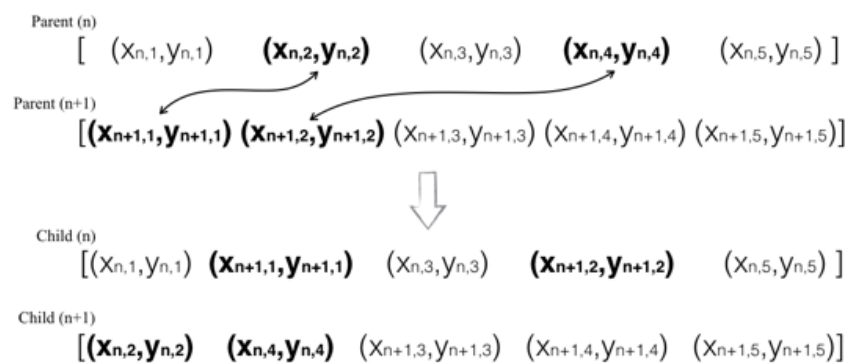 Parent (n)
[ (xn,1,yn,1) (xn,2,yn,2) (xn,3,yn,3) (xn,4,yn,4) (xn,5,yn,5) ]
Parent (n+1)
[(xn+1,1,yn+1,1) (xn+1,2,yn+1,2) (xn+1,3,yn+1,3) (xn+1,4,yn+1,4) (xn+1,5,yn+1,5)]
Child (n)
[(xn,1,yn,1) (xn+1,1,yn+1,1) (xn,3,yn,3) (xn+1,2,yn+1,2) (xn,5,yn,5) ]
Child (n+1)
[(xn,2,yn,2) (xn,4,yn,4) (xn+1,3,yn+1,3) (xn+1,4,yn+1,4) (xn+1,5,yn+1,5)]